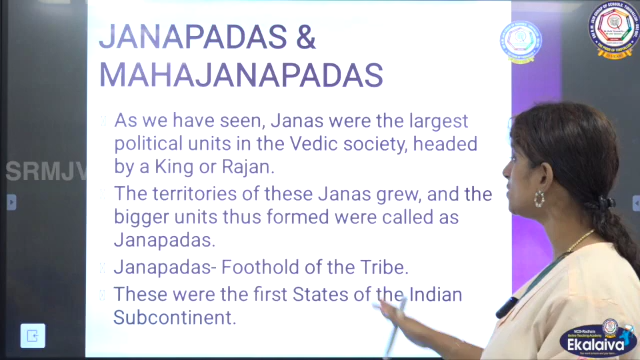 JANAPADAS &
MAHAJANAPADAS
As we have seen, Janas were the largest
political units in the Vedic society, headed
by a King or Rajan.
The territories of these Janas grew, and the
bigger units thus formed were called as
Janapadas.
Janapadas- Foothold of the Tribe.
These were the first States of the Indian
Subcontinent.
SRMJV
Ekalaiva